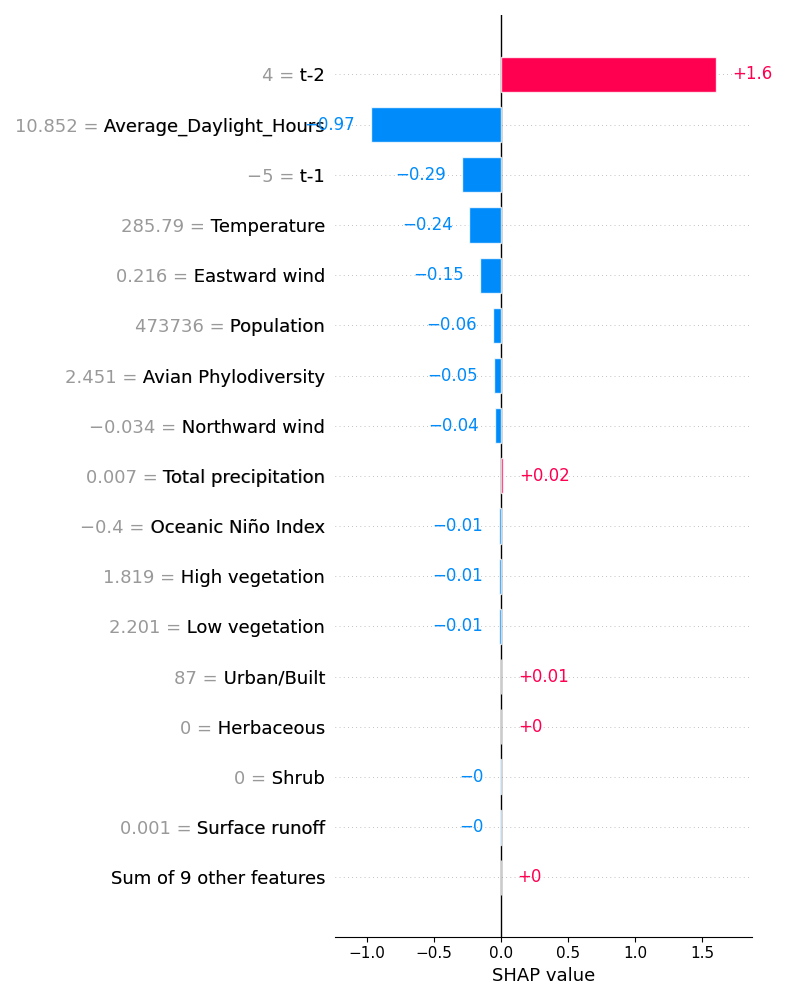 4 = t-2 +1.6
10.852 = Average_Daylight_Hours −0.97
−5 = t-1 −0.29
285.79 = Temperature −0.24
0.216 = Eastward wind −0.15
473736 = Population −0.06
2.451 = Avian Phylodiversity −0.05
−0.034 = Northward wind −0.04
0.007 = Total precipitation +0.02
−0.4 = Oceanic Niño Index −0.01
1.819 = High vegetation −0.01
2.201 = Low vegetation −0.01
87 = Urban/Built +0.01
0 = Herbaceous +0
0 = Shrub −0
0.001 = Surface runoff −0
Sum of 9 other features +0
−1.0 −0.5 0.0 0.5 1.0 1.5
SHAP value